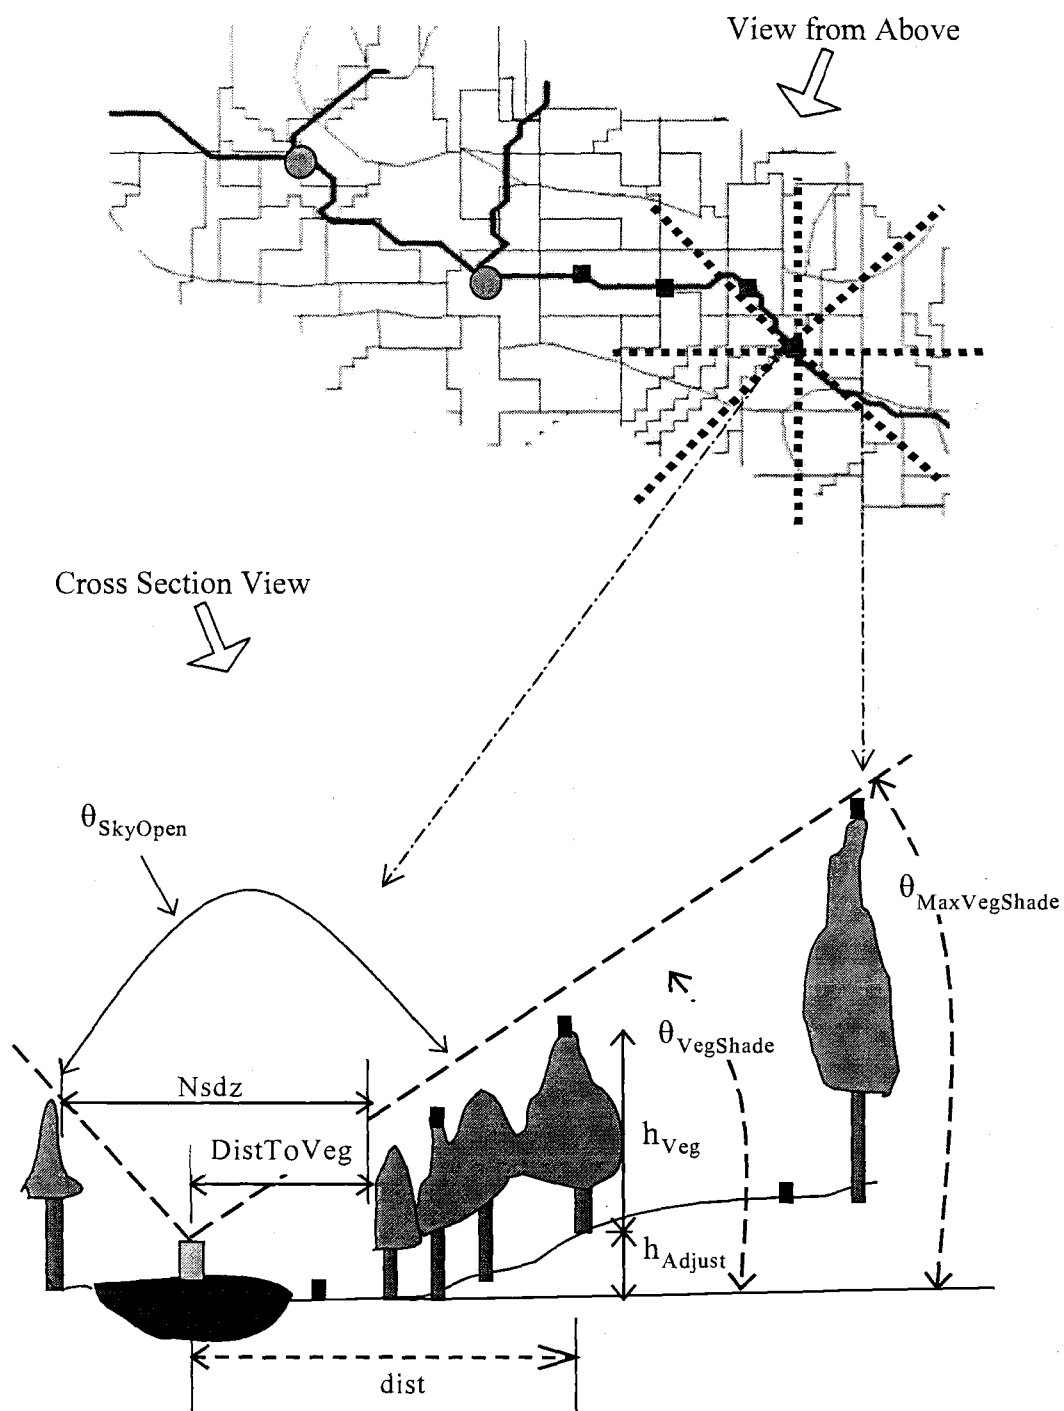 View from Above
Cross Section View
θSkyOpen
θMaxVegShade
θVegShade
Nsdz
DistToVeg
hVeg
hAdjust
dist